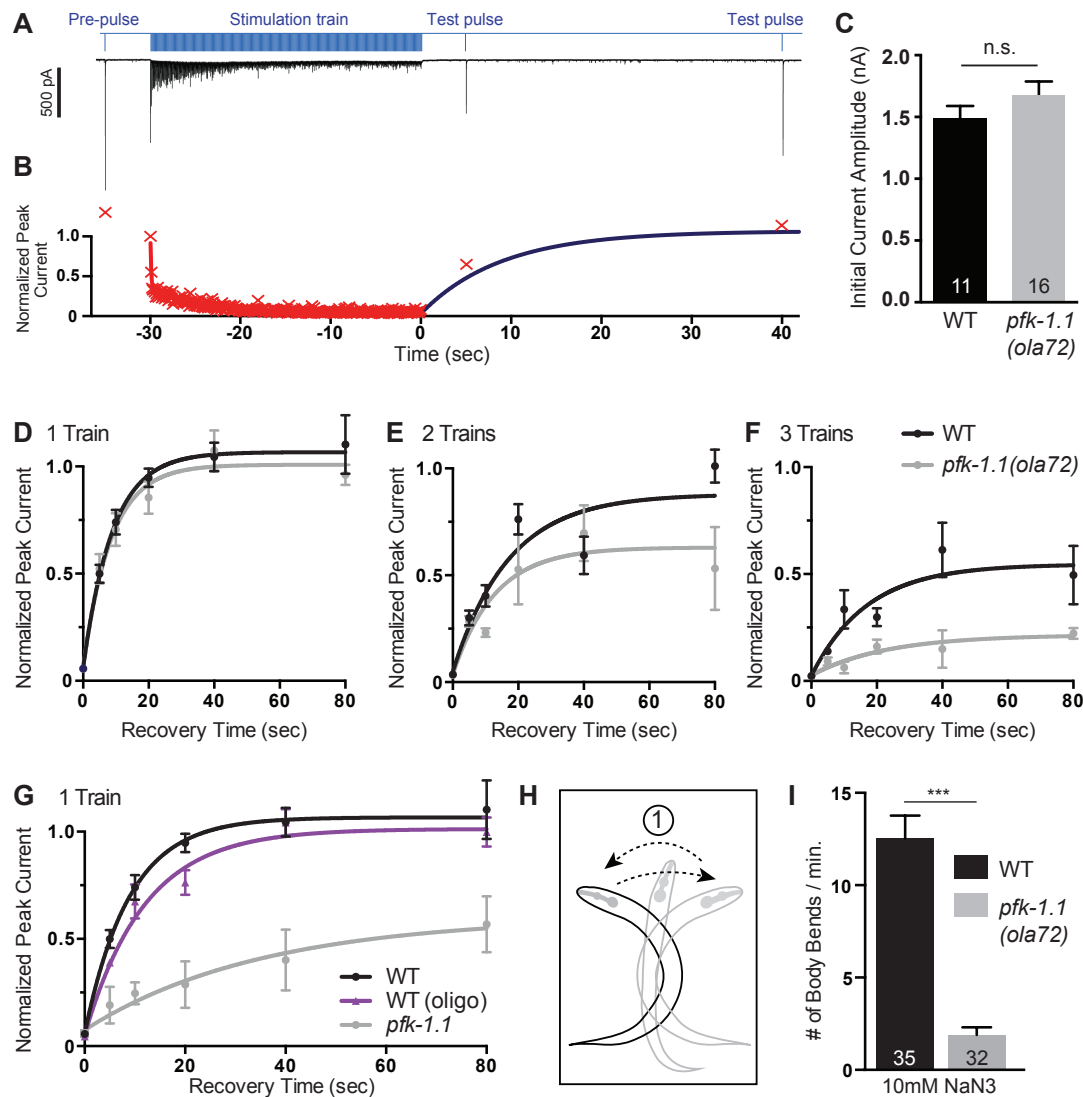 A
Pre-pulse
Stimulation train
Test pulse
Test pulse
500 pA
B
Normalized Peak
Current
1.0
0.5
0
-30
-20
-10
0
10
20
30
40
Time (sec)
C
n.s.
Initial Current Amplitude (nA)
2.0
1.5
1.0
0.5
0.0
11
16
WT
pfk-1.1
(ola72)
D
1 Train
Normalized Peak Current
1.0
0.5
0
0
20
40
60
80
Recovery Time (sec)
E
2 Trains
Normalized Peak Current
1.0
0.5
0
0
20
40
60
80
Recovery Time (sec)
F
3 Trains
WT
pfk-1.1(ola72)
Normalized Peak Current
1.0
0.5
0
0
20
40
60
80
Recovery Time (sec)
G
1 Train
Normalized Peak Current
1.0
0.5
0
WT
WT (oligo)
pfk-1.1
0
20
40
60
80
Recovery Time (sec)
H
1
I
# of Body Bends / min.
15
10
5
0
***
WT
pfk-1.1
(ola72)
35
32
10mM NaN3